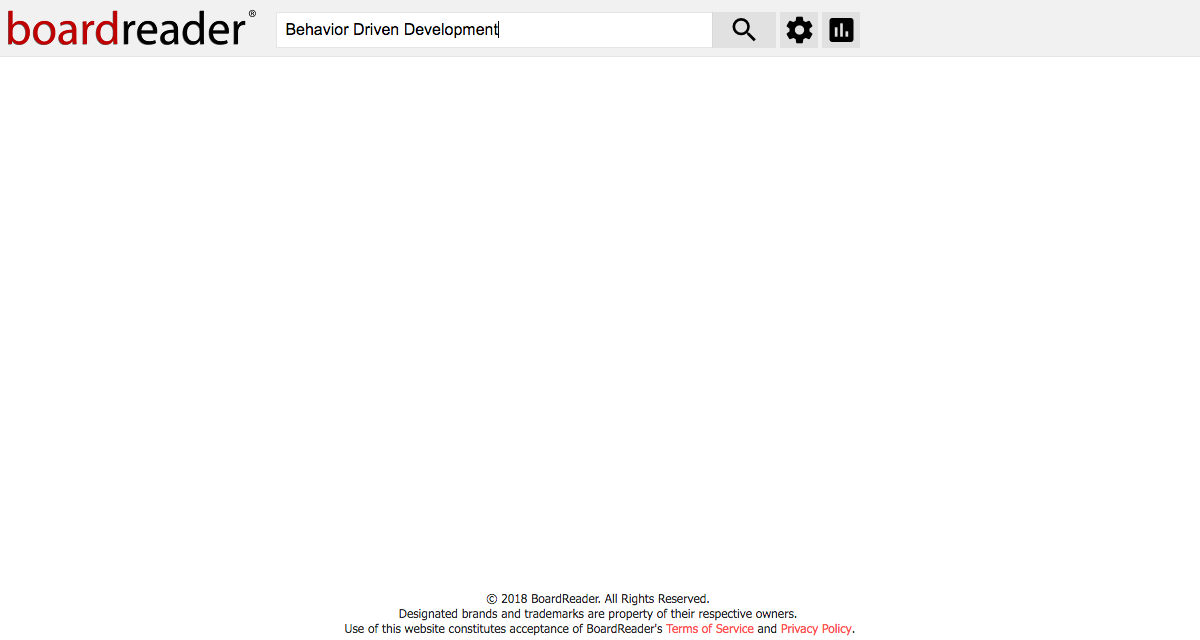 boardreader®
Behavior Driven Development
© 2018 BoardReader. All Rights Reserved.
Designated brands and trademarks are property of their respective owners.
Use of this website constitutes acceptance of BoardReader's Terms of Service and Privacy Policy.